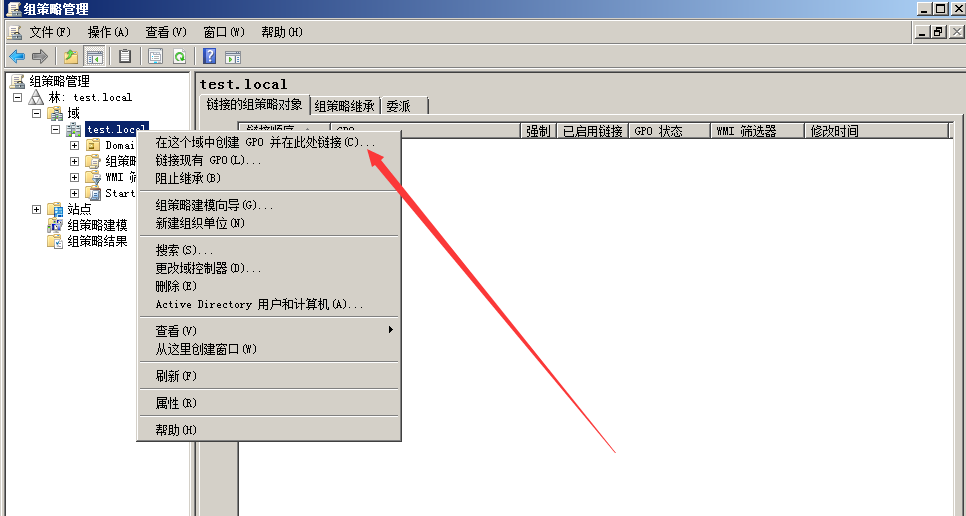 组策略管理
文件(F) 操作(A) 查看(V) 窗口(W) 帮助(H)
组策略管理
林: test.local
域
test.local
Domai
组策略
WMI 筛
Start
站点
组策略建模
组策略结果
test.local
链接的组策略对象 组策略继承 委派
链接顺序 GPO 强制 已启用链接 GPO 状态 WMI 筛选器 修改时间
在这个域中创建 GPO 并在此处链接(C)...
链接现有 GPO(L)...
阻止继承(B)
组策略建模向导(G)...
新建组织单位(N)
搜索(S)...
更改域控制器(D)...
删除(E)
Active Directory 用户和计算机(A)...
查看(V)
从这里创建窗口(W)
刷新(F)
属性(R)
帮助(H)